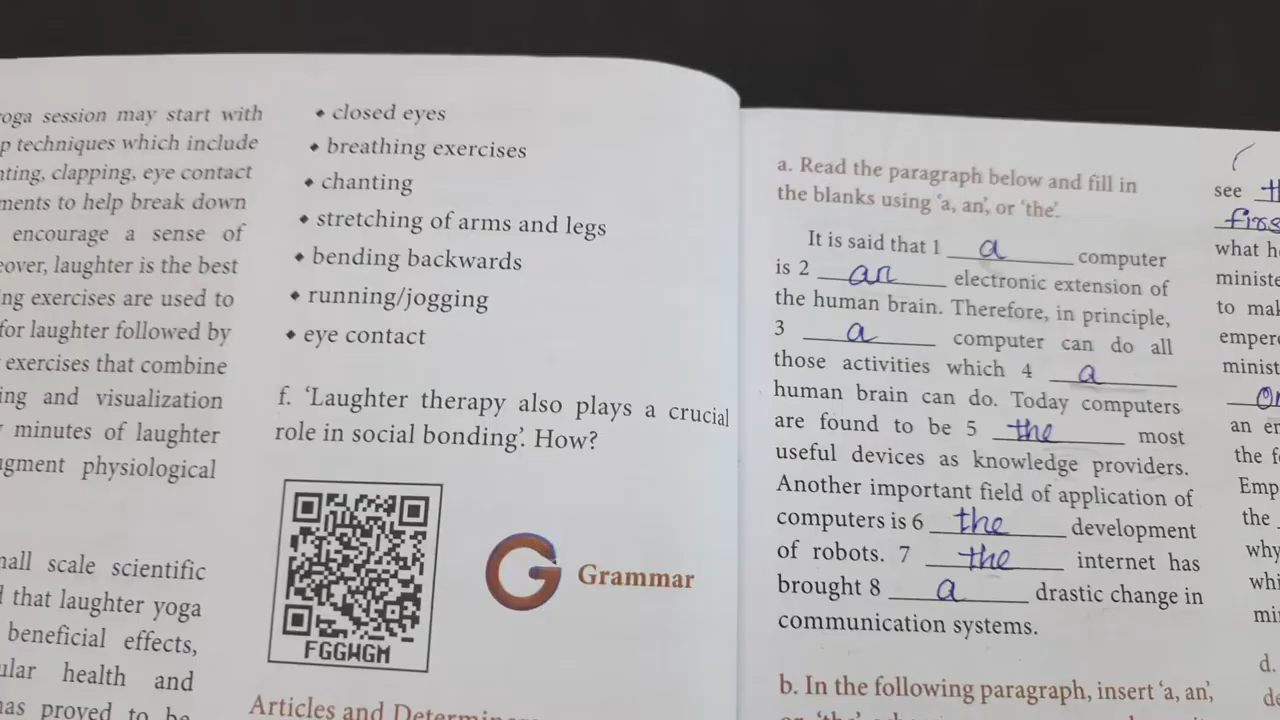 oga session may start with
p techniques which include
nting, clapping, eye contact
ments to help break down
encourage a sense of
eover, laughter is the best
ng exercises are used to
for laughter followed by
exercises that combine
ing and visualization
minutes of laughter
gment physiological
nall scale scientific
d that laughter yoga
beneficial effects,
ular health and
has proved to be
• closed eyes
• breathing exercises
• chanting
• stretching of arms and legs
• bending backwards
• running/jogging
• eye contact
f. ‘Laughter therapy also plays a crucial
role in social bonding’. How?
FGGWGM
G Grammar
Articles and Determiners
a. Read the paragraph below and fill in
the blanks using ‘a, an’, or ‘the’.
It is said that 1 a computer
is 2 an electronic extension of
the human brain. Therefore, in principle,
3 a computer can do all
those activities which 4 a
human brain can do. Today computers
are found to be 5 the most
useful devices as knowledge providers.
Another important field of application of
computers is 6 the development
of robots. 7 the internet has
brought 8 a drastic change in
communication systems.
b. In the following paragraph, insert ‘a, an’,
see
what h
ministe
to mak
emper
minist
an er
the f
Emp
the
why
whi
mi
d.
de